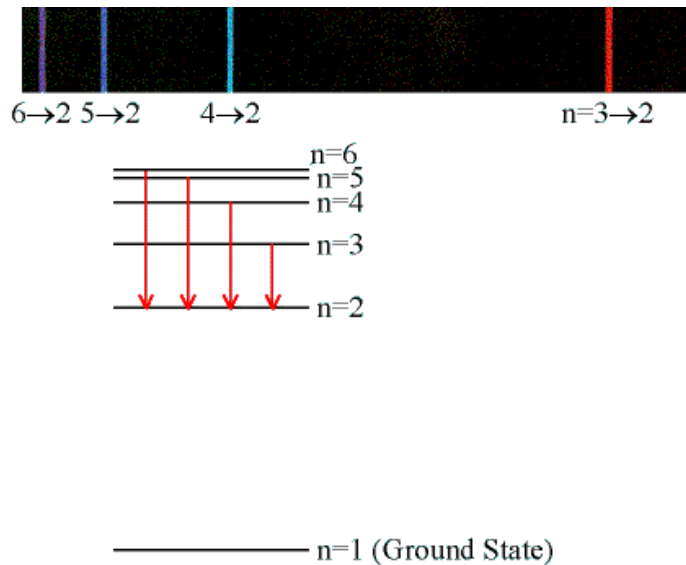 6→2 5→2 4→2 n=3→2
n=6
n=5
n=4
n=3
n=2
n=1 (Ground State)